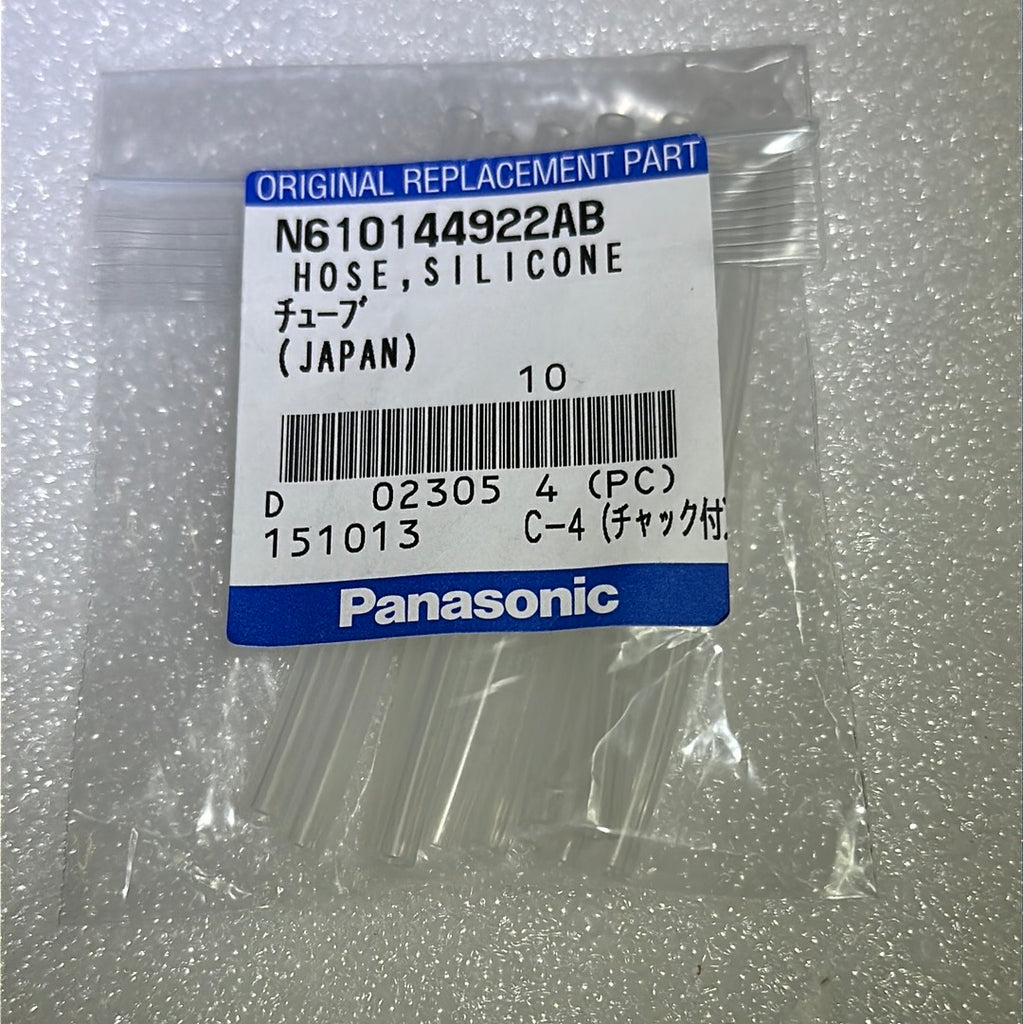 ORIGINAL REPLACEMENT PART
N610144922AB
HOSE,SILICONE
チューブ
(JAPAN)
10
D 02305 4 (PC)
151013 C-4 (チャック付)
Panasonic